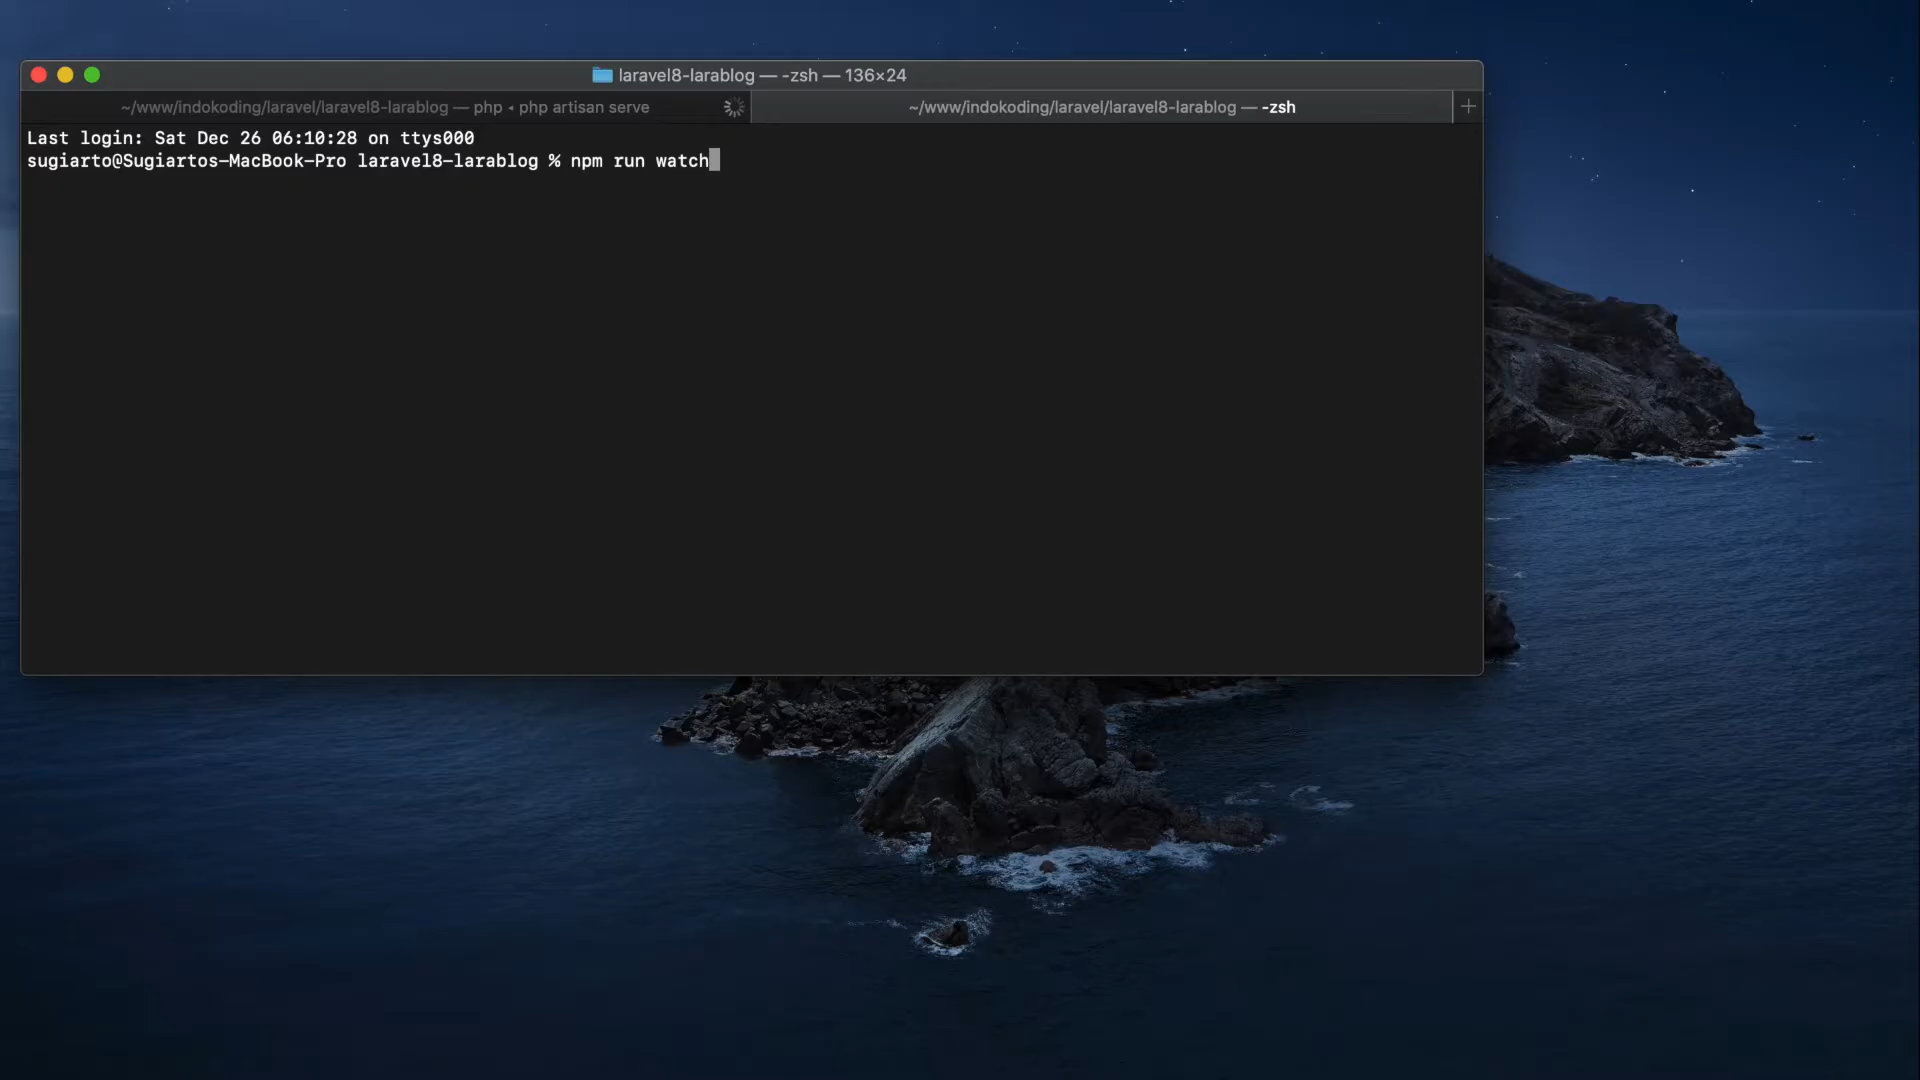 laravel8-larablog — -zsh — 136×24
~/www/indokoding/laravel/laravel8-larablog — php ◂ php artisan serve
~/www/indokoding/laravel/laravel8-larablog — -zsh
Last login: Sat Dec 26 06:10:28 on ttys000
sugiarto@Sugiartos-MacBook-Pro laravel8-larablog % npm run watch